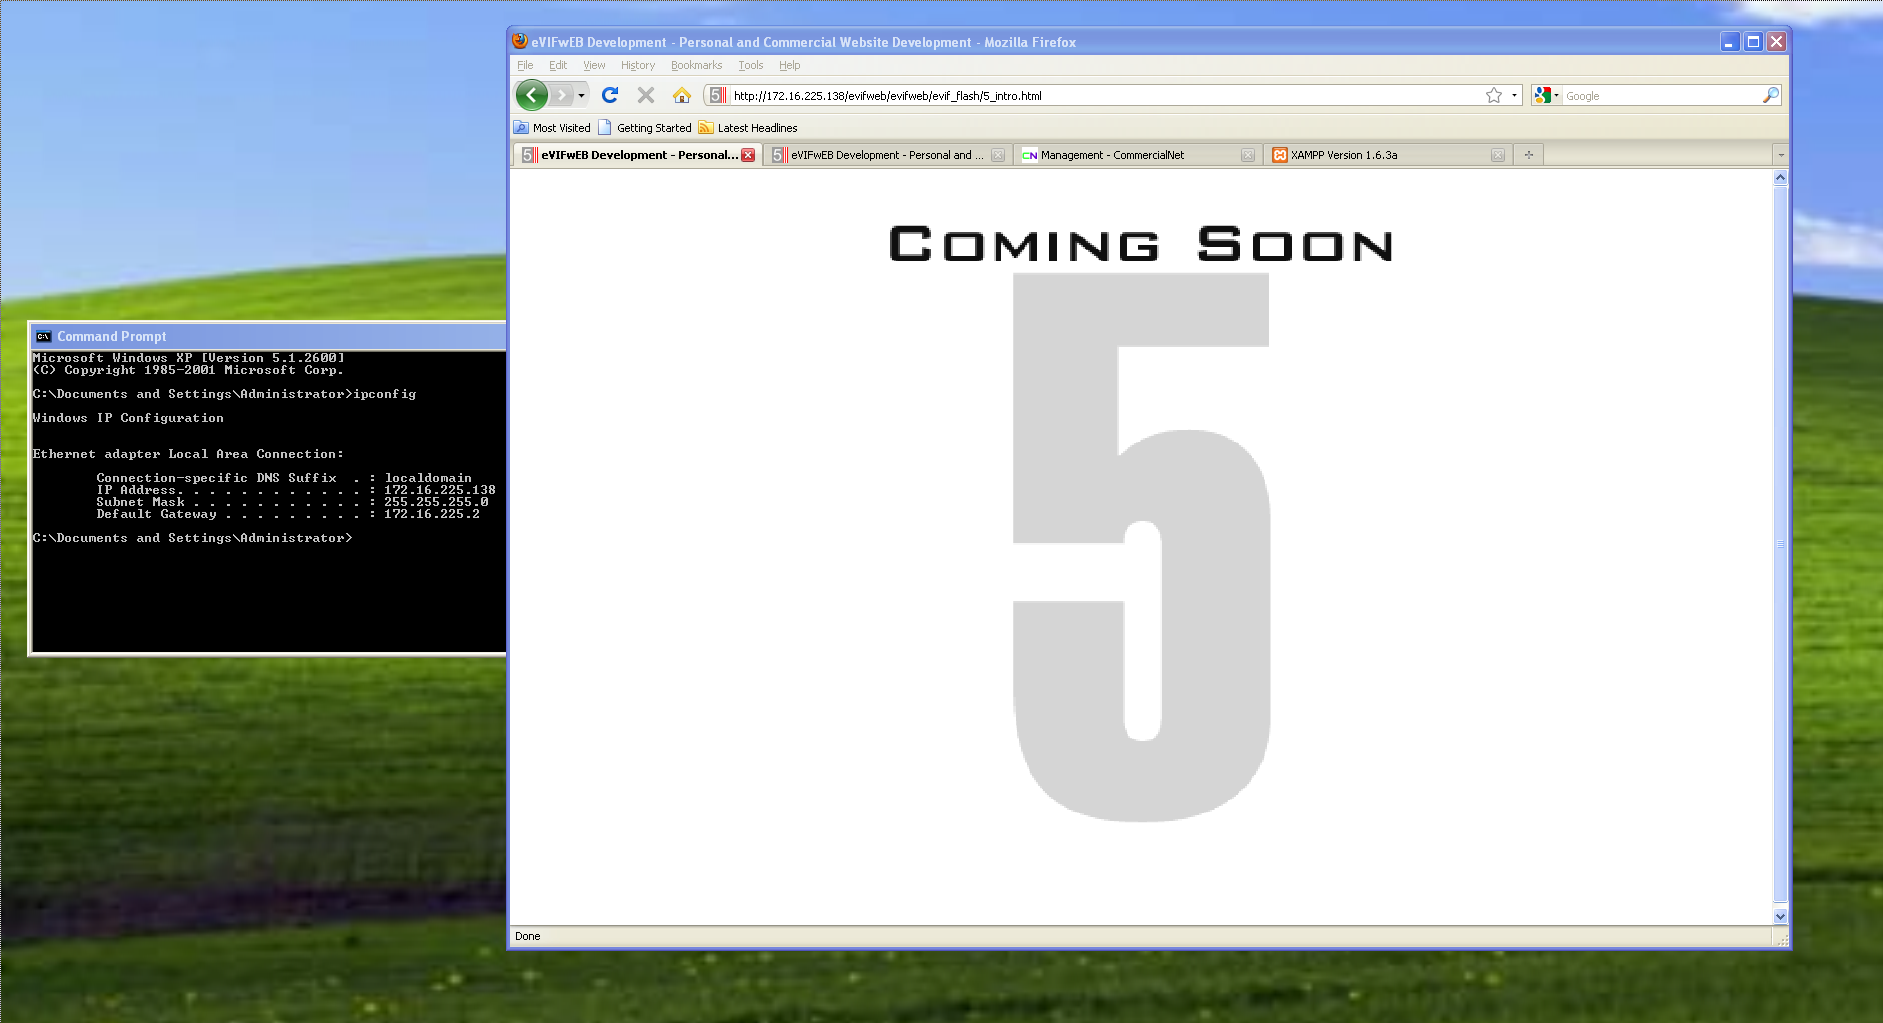 eVIFwEB Development - Personal and Commercial Website Development - Mozilla Firefox
File Edit View History Bookmarks Tools Help
5 http://172.16.225.138/evifweb/evifweb/evif_flash/5_intro.html Google
Most Visited Getting Started Latest Headlines
5 eVIFwEB Development - Personal... 5 eVIFwEB Development - Personal and ... CN Management - CommercialNet XAMPP Version 1.6.3a
Coming Soon
5
Done
C:\ Command Prompt
Microsoft Windows XP [Version 5.1.2600]
(C) Copyright 1985-2001 Microsoft Corp.
C:\Documents and Settings\Administrator>ipconfig
Windows IP Configuration
Ethernet adapter Local Area Connection:
Connection-specific DNS Suffix . : localdomain
IP Address. . . . . . . . . . . . : 172.16.225.138
Subnet Mask . . . . . . . . . . . : 255.255.255.0
Default Gateway . . . . . . . . . : 172.16.225.2
C:\Documents and Settings\Administrator>